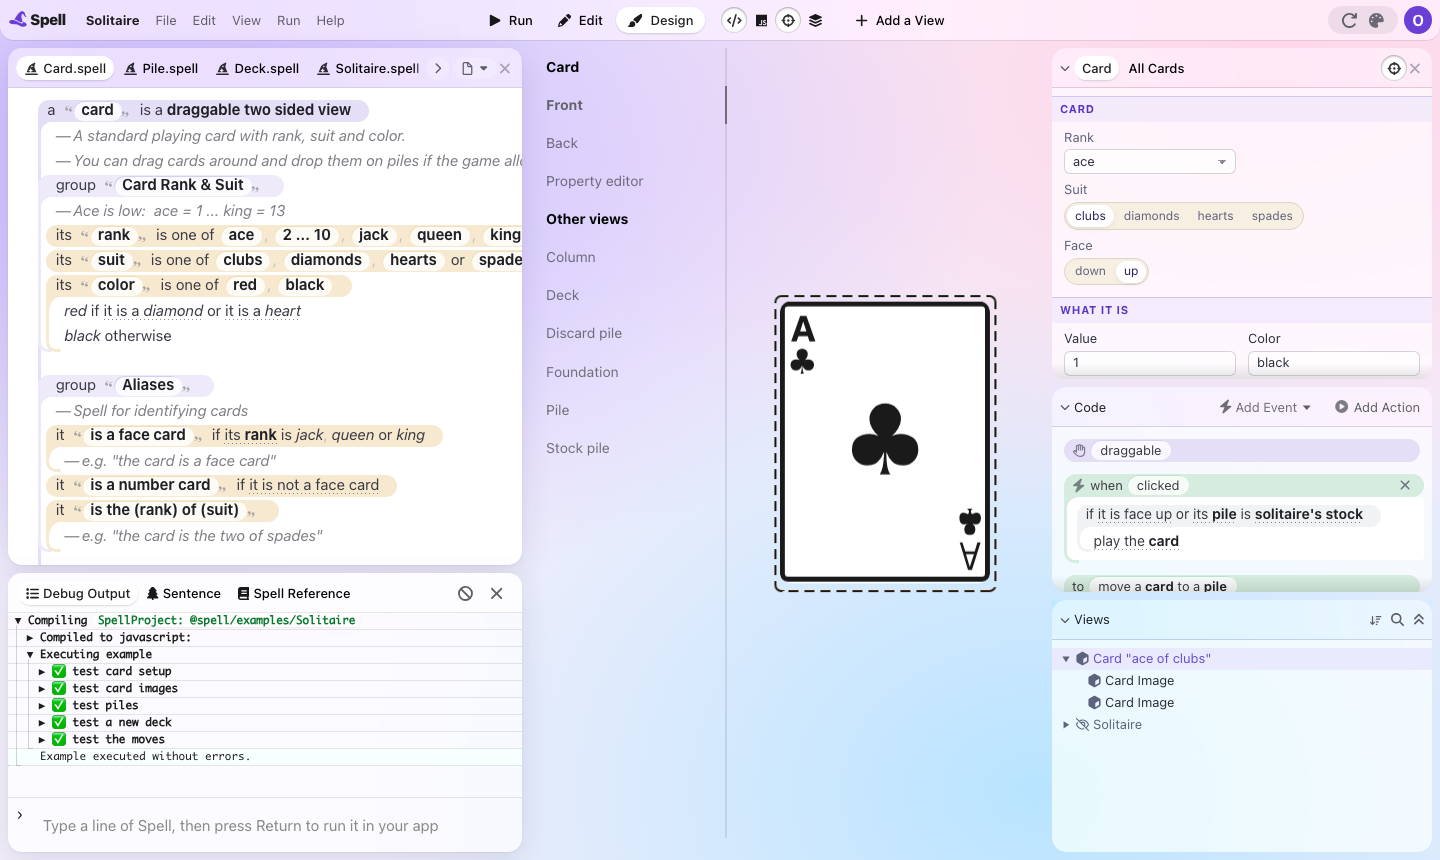 Spell Solitaire File Edit View Run Help Run Edit Design JS Add a View O
Card.spell Pile.spell Deck.spell Solitaire.spell
a “ card „ is a draggable two sided view
— A standard playing card with rank, suit and color.
— You can drag cards around and drop them on piles if the game allo
group “ Card Rank & Suit „
— Ace is low: ace = 1 ... king = 13
its “ rank „ is one of ace , 2 ... 10 , jack , queen , king
its “ suit „ is one of clubs , diamonds , hearts or spade
its “ color „ is one of red , black
red if it is a diamond or it is a heart
black otherwise
group “ Aliases „
— Spell for identifying cards
it “ is a face card „ if its rank is jack, queen or king
— e.g. "the card is a face card"
it “ is a number card „ if it is not a face card
it “ is the (rank) of (suit) „
— e.g. "the card is the two of spades"
Debug Output Sentence Spell Reference
Compiling SpellProject: @spell/examples/Solitaire
Compiled to javascript:
Executing example
✅ test card setup
✅ test card images
✅ test piles
✅ test a new deck
✅ test the moves
Example executed without errors.
Type a line of Spell, then press Return to run it in your app
Card
Front
Back
Property editor
Other views
Column
Deck
Discard pile
Foundation
Pile
Stock pile
A
A
Card All Cards
CARD
Rank
ace
Suit
clubs diamonds hearts spades
Face
down up
WHAT IT IS
Value Color
1 black
Code Add Event Add Action
draggable
when clicked
if it is face up or its pile is solitaire's stock
play the card
to move a card to a pile
Views
Card "ace of clubs"
Card Image
Card Image
Solitaire